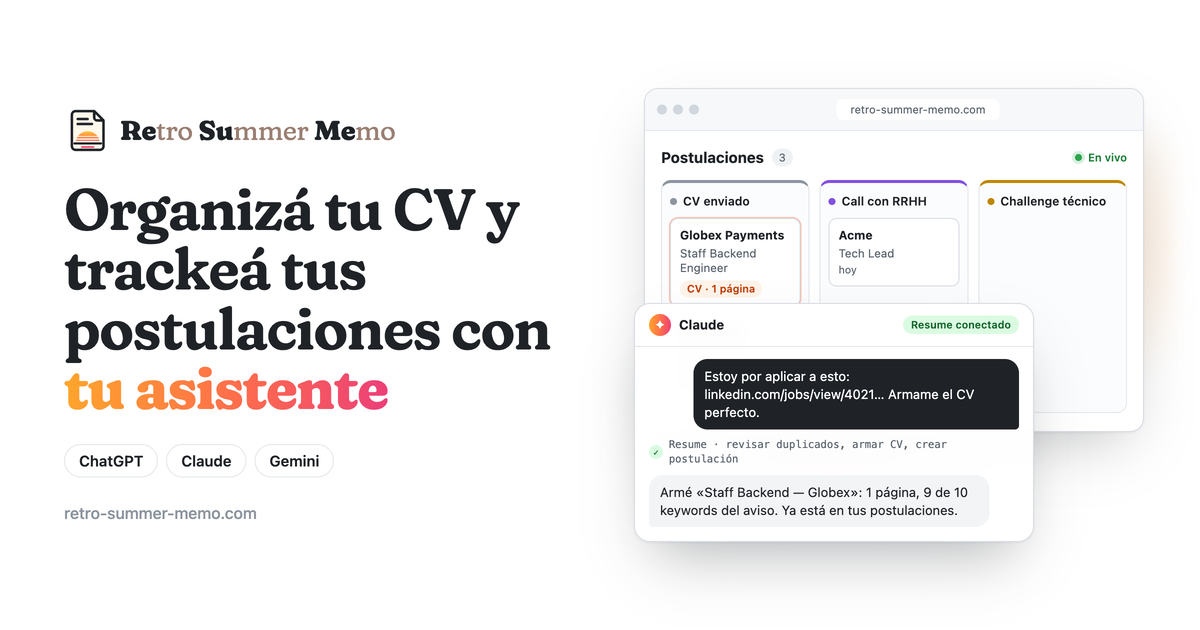 Retro Summer Memo
Organizá tu CV y
trackeá tus
postulaciones con
tu asistente
ChatGPT Claude Gemini
retro-summer-memo.com
retro-summer-memo.com
Postulaciones 3
En vivo
CV enviado
Globex Payments
Staff Backend
Engineer
CV · 1 página
Call con RRHH
Acme
Tech Lead
hoy
Challenge técnico
Claude
Resume conectado
Estoy por aplicar a esto:
linkedin.com/jobs/view/4021... Armame el CV
perfecto.
Resume · revisar duplicados, armar CV, crear
postulación
Armé «Staff Backend — Globex»: 1 página, 9 de 10
keywords del aviso. Ya está en tus postulaciones.